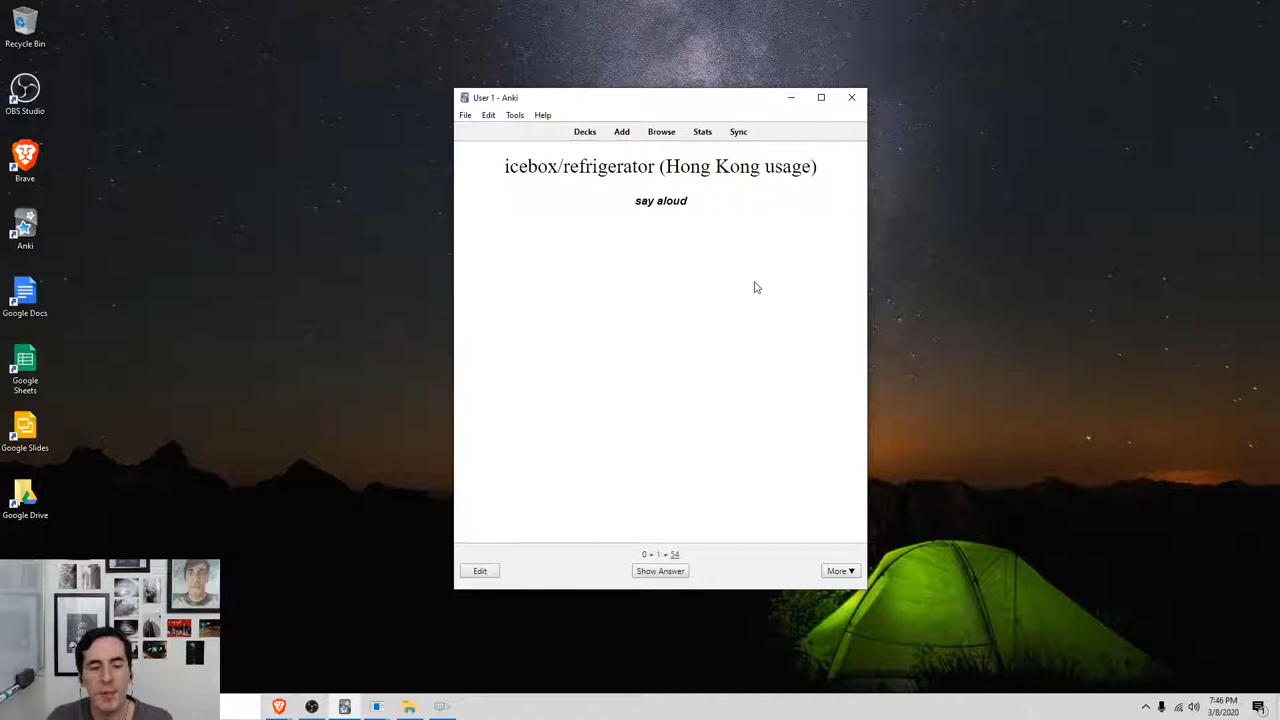 Recycle Bin
OBS Studio
Brave
Anki
Google Docs
Google
Sheets
Google Slides
Google Drive
User 1 - Anki
File Edit Tools Help
Decks Add Browse Stats Sync
icebox/refrigerator (Hong Kong usage)
say aloud
0 + 1 + 54
Edit Show Answer More ▼
7:46 PM
3/8/2020